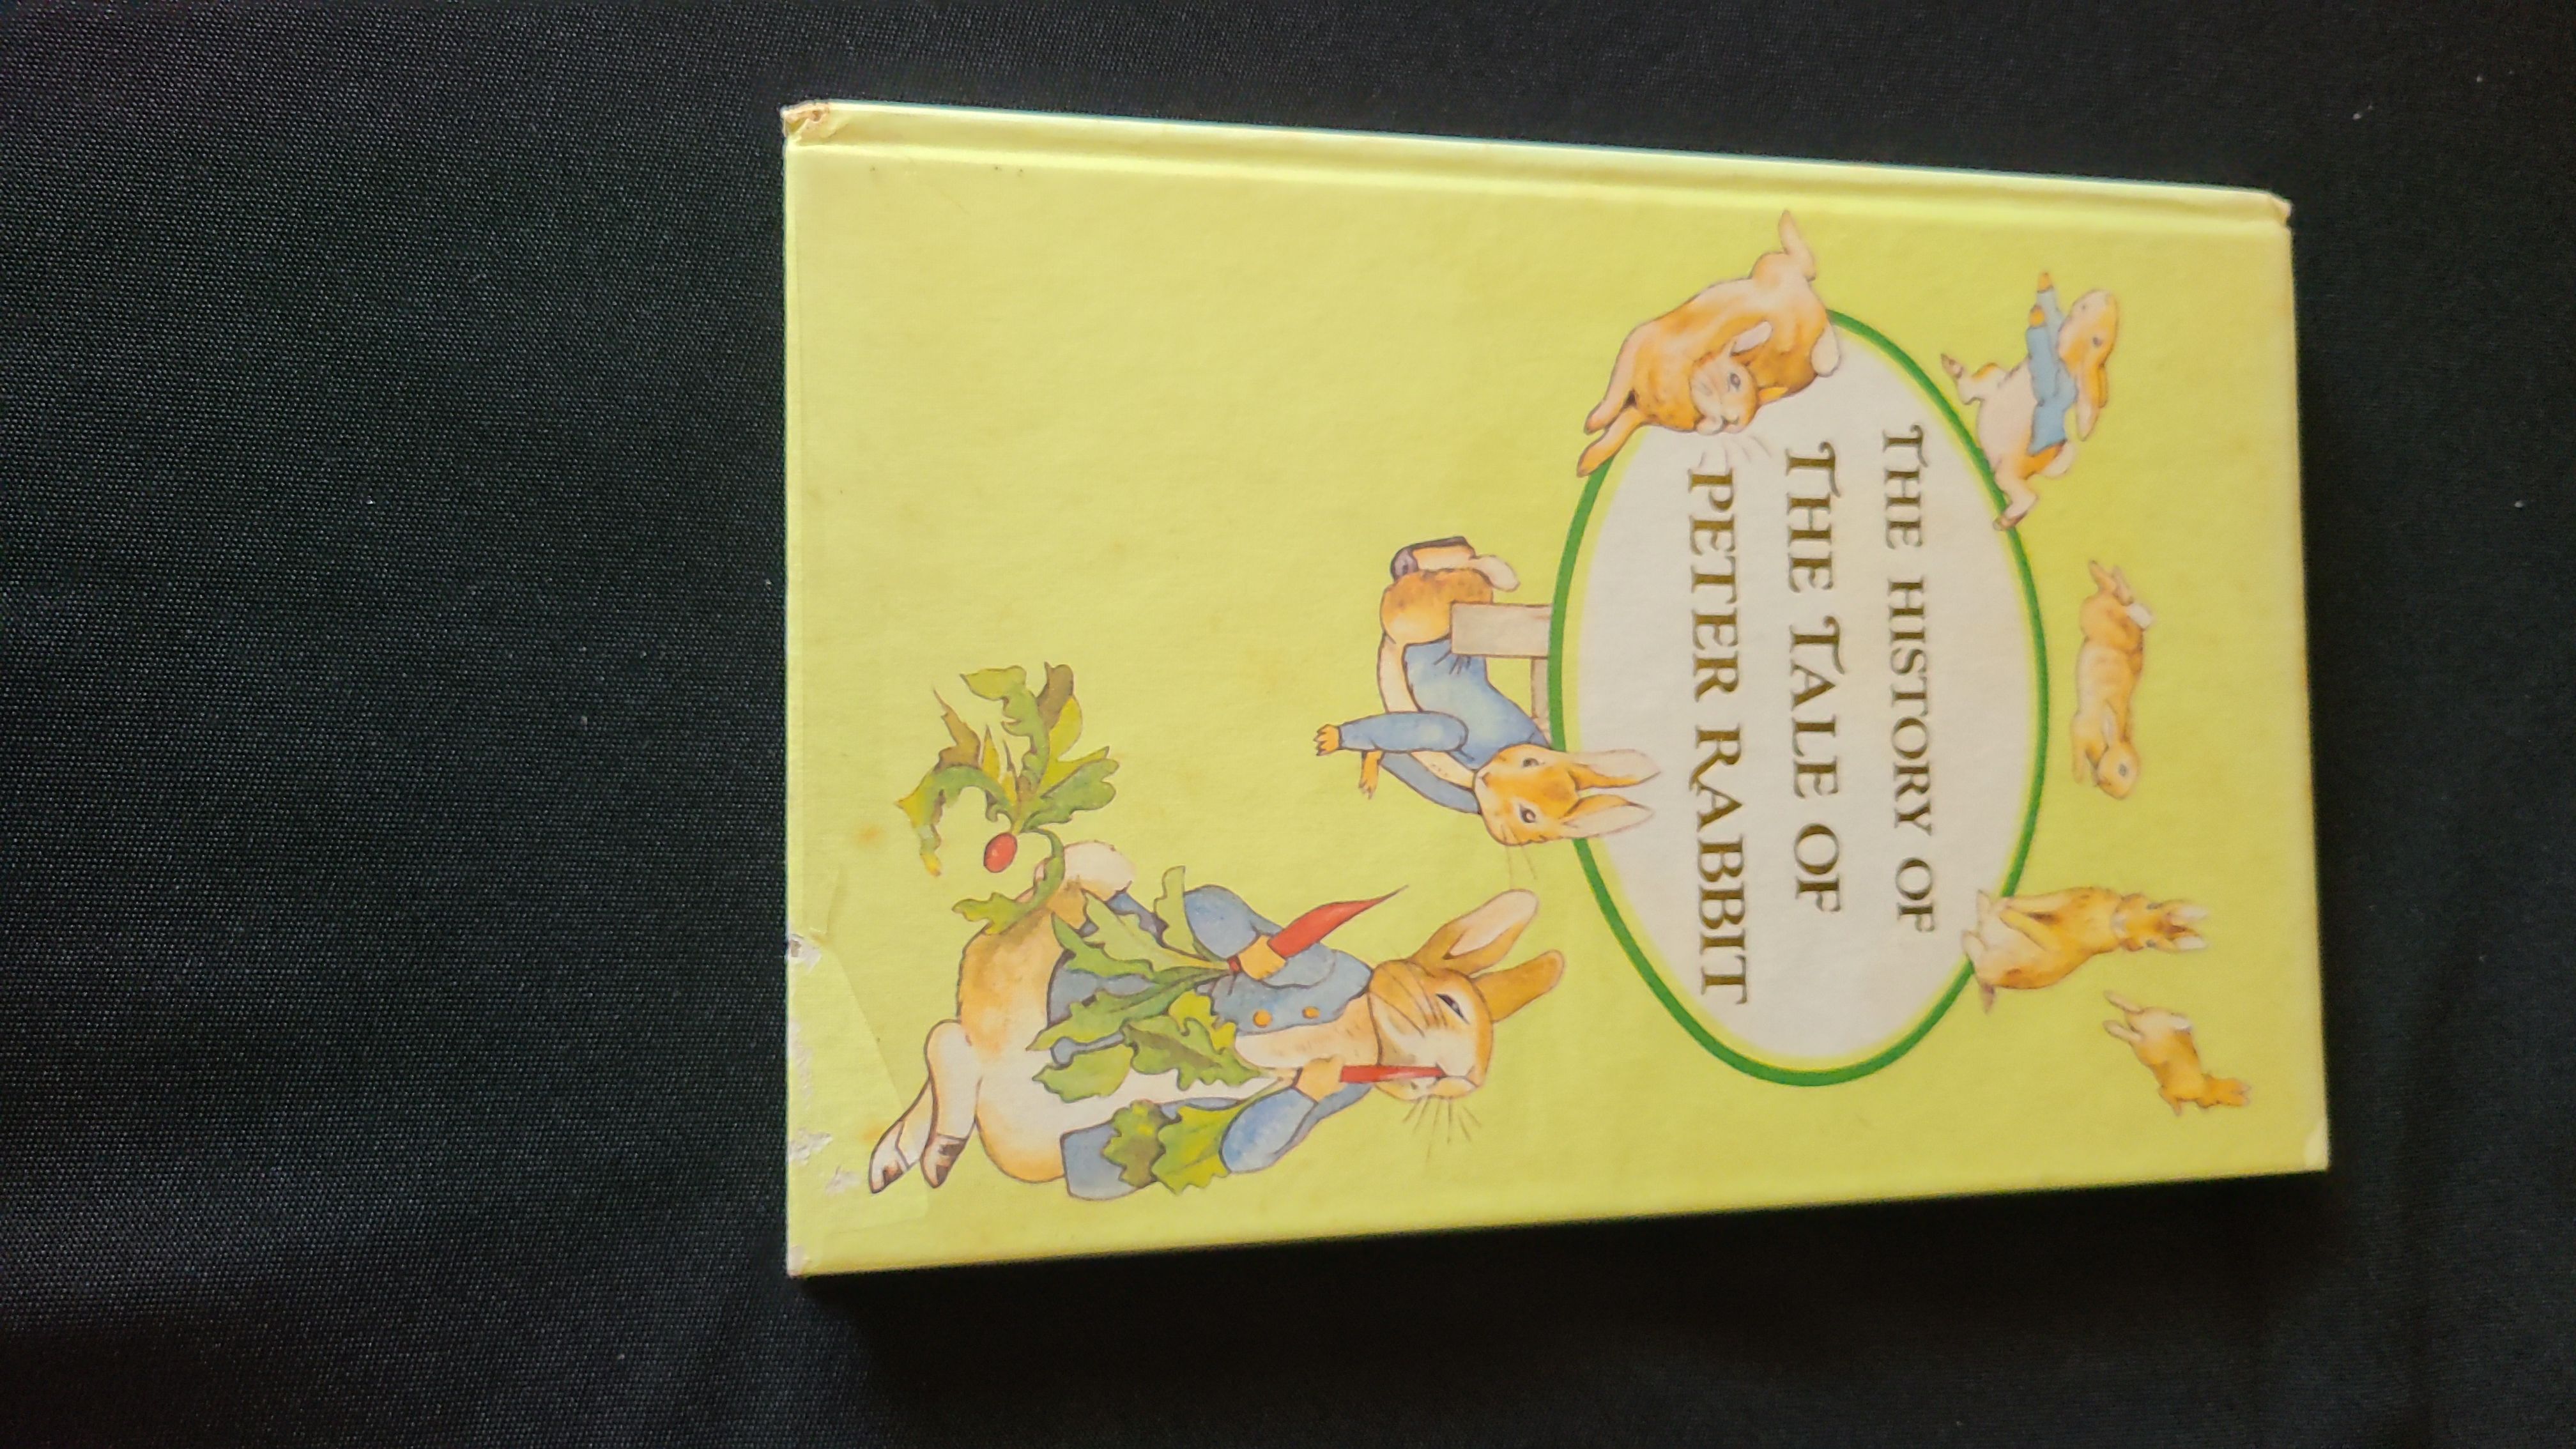 THE HISTORY OF
THE TALE OF
PETER RABBIT